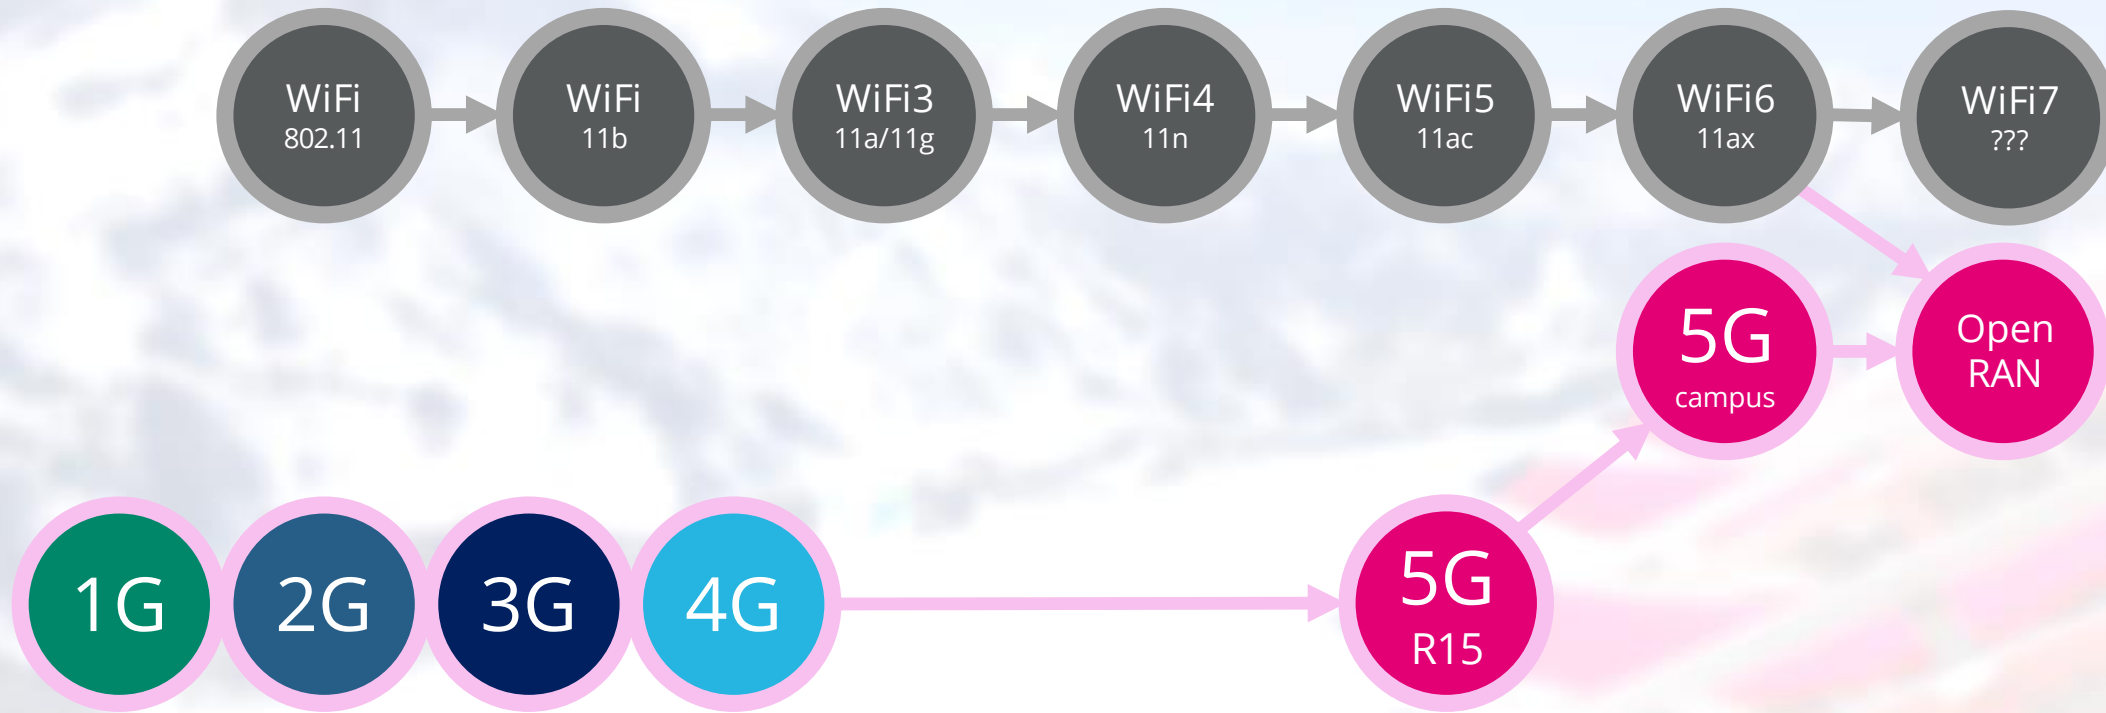 WiFi
802.11
WiFi
11b
WiFi3
11a/11g
WiFi4
11n
WiFi5
11ac
WiFi6
11ax
WiFi7
???
5G
campus
Open
RAN
1G
2G
3G
4G
5G
R15